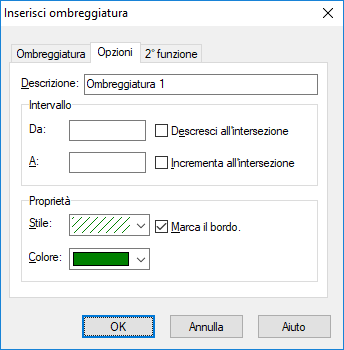 Inserisci ombreggiatura
Ombreggiatura Opzioni 2° funzione
Descrizione: Ombreggiatura 1
Intervallo
Da: Descresci all'intersezione
A: Incrementa all'intersezione
Proprietà
Stile: Marca il bordo.
Colore:
OK Annulla Aiuto